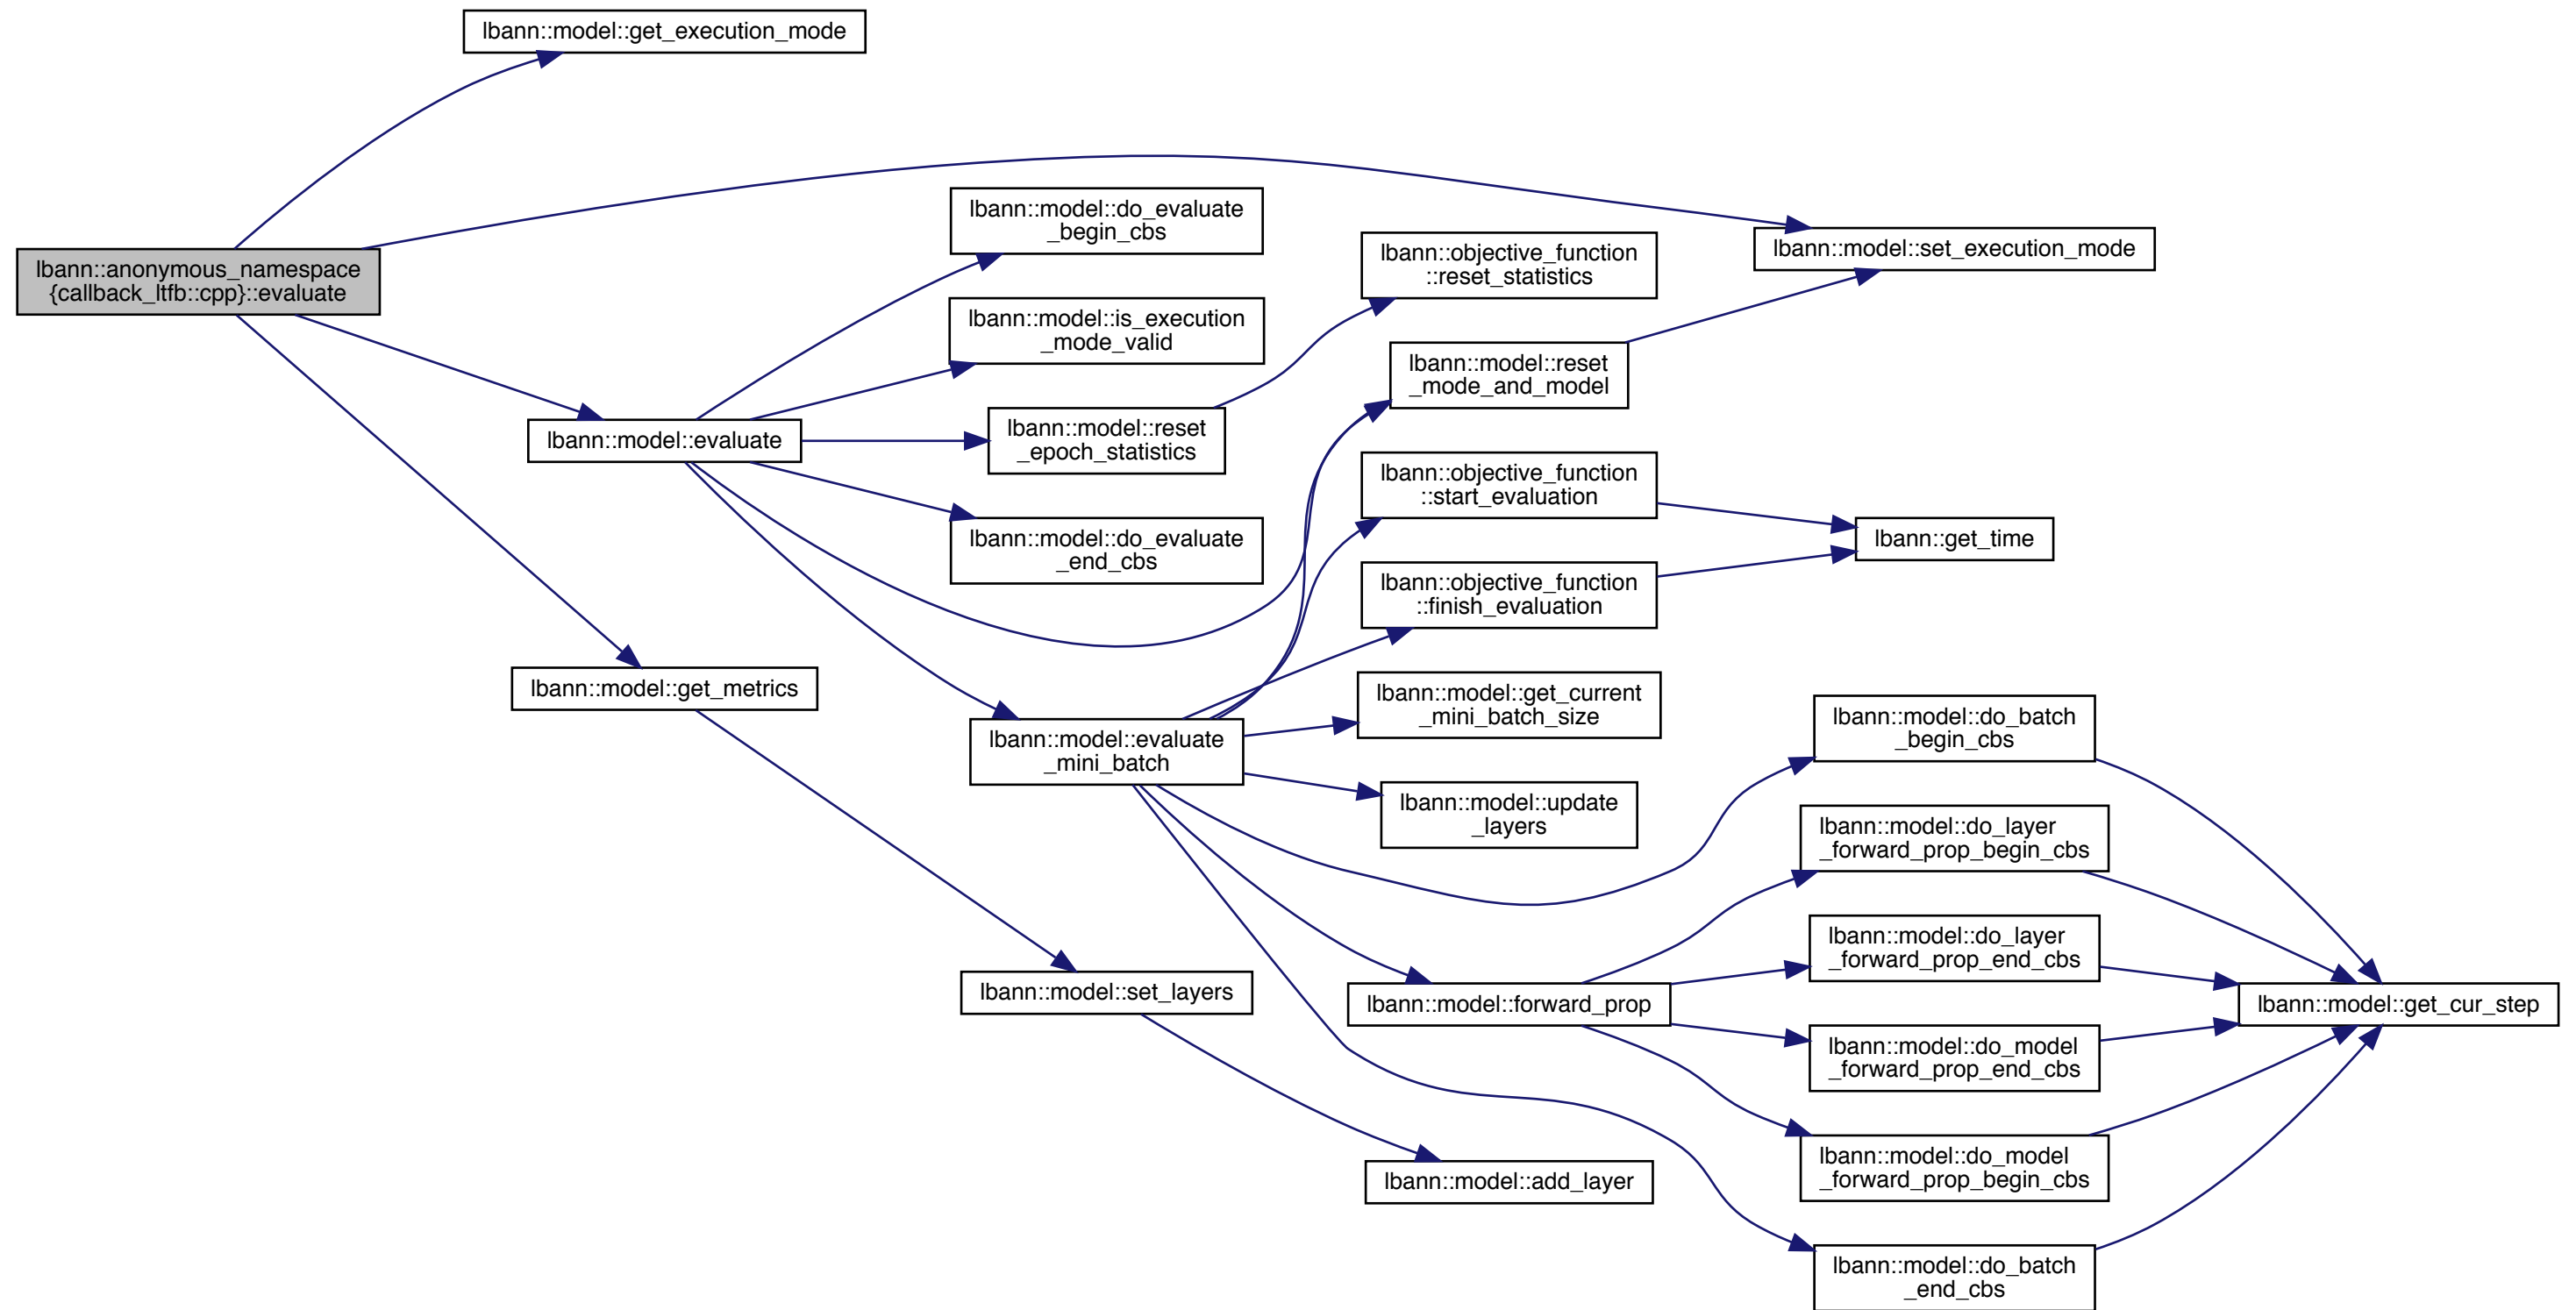 lbann::model::get_execution_mode
lbann::anonymous_namespace
{callback_ltfb::cpp}::evaluate
lbann::model::set_execution_mode
lbann::model::do_evaluate
_begin_cbs
lbann::model::is_execution
_mode_valid
lbann::model::evaluate
lbann::model::reset
_epoch_statistics
lbann::model::do_evaluate
_end_cbs
lbann::objective_function
::reset_statistics
lbann::model::reset
_mode_and_model
lbann::objective_function
::start_evaluation
lbann::objective_function
::finish_evaluation
lbann::get_time
lbann::model::get_metrics
lbann::model::evaluate
_mini_batch
lbann::model::get_current
_mini_batch_size
lbann::model::update
_layers
lbann::model::do_batch
_begin_cbs
lbann::model::do_layer
_forward_prop_begin_cbs
lbann::model::do_layer
_forward_prop_end_cbs
lbann::model::set_layers
lbann::model::forward_prop
lbann::model::get_cur_step
lbann::model::do_model
_forward_prop_end_cbs
lbann::model::do_model
_forward_prop_begin_cbs
lbann::model::add_layer
lbann::model::do_batch
_end_cbs